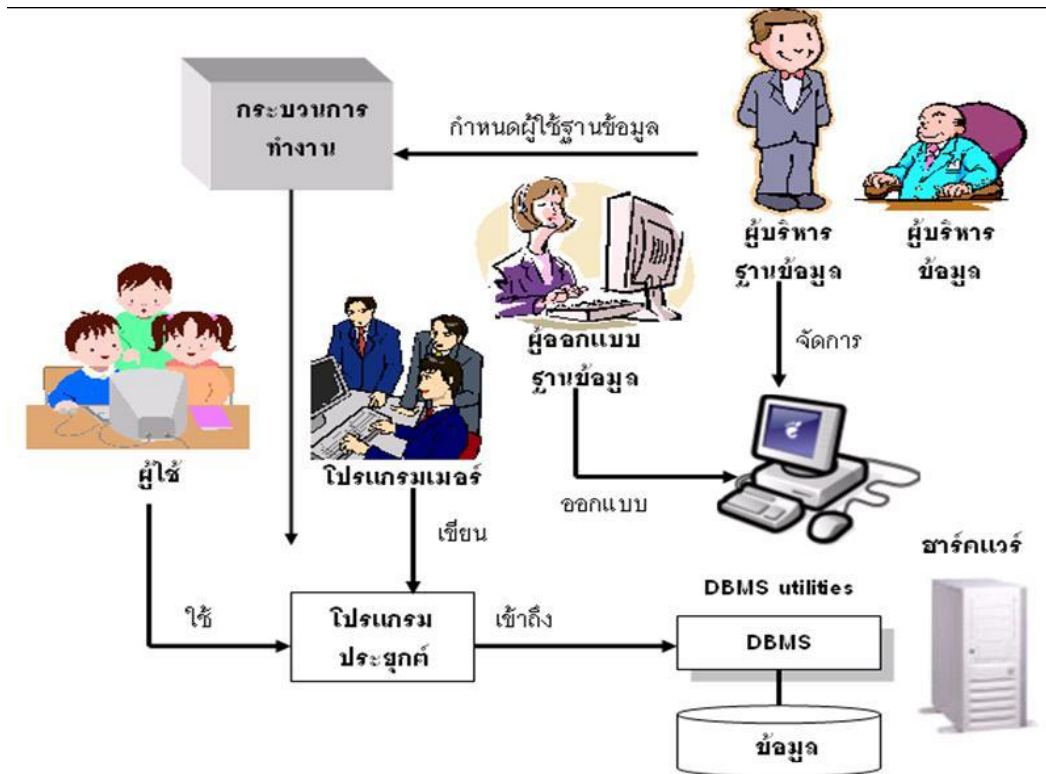 กระบวนการ
ทำงาน
กำหนดผู้ใช้ฐานข้อมูล
ผู้บริหาร
ฐานข้อมูล
ผู้บริหาร
ข้อมูล
ผู้ออกแบบ
ฐานข้อมูล
จัดการ
ผู้ใช้
โปรแกรมเมอร์
ออกแบบ
เขียน
ฮาร์ดแวร์
DBMS utilities
ใช้
โปรแกรม
ประยุกต์
เข้าถึง
DBMS
ข้อมูล